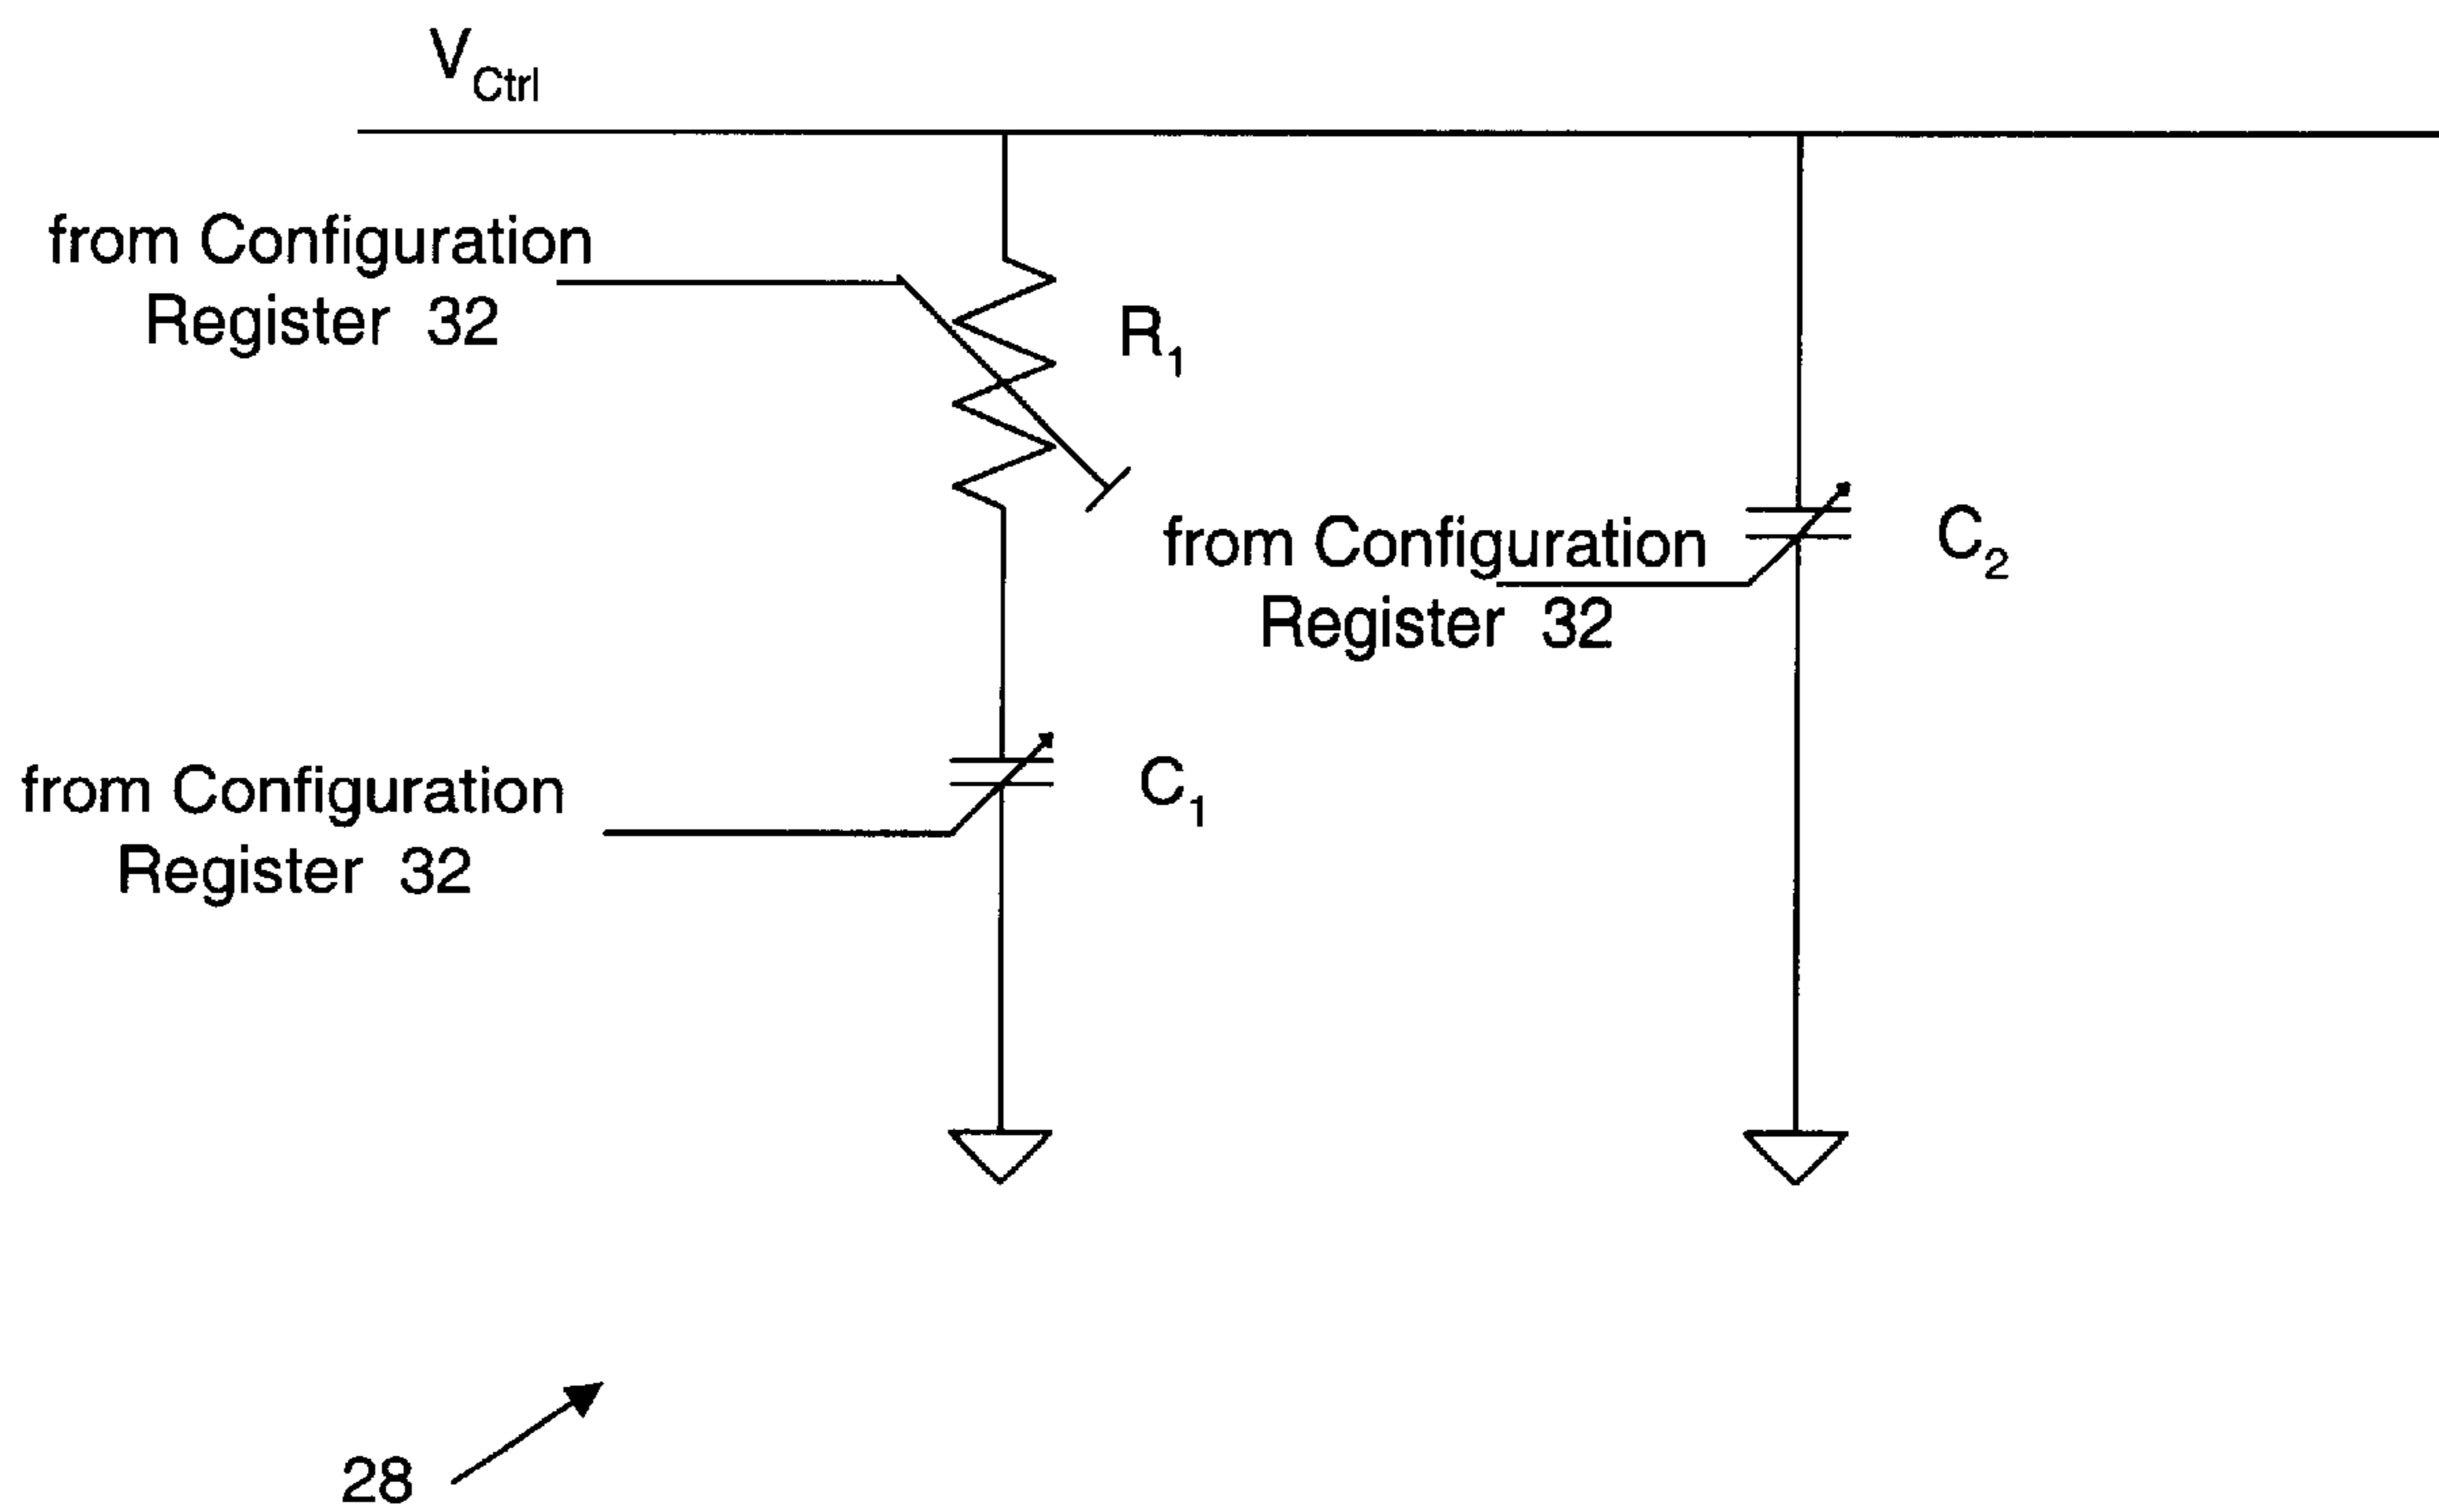 VCtrl
from Configuration
Register 32
R1
from Configuration
Register 32
C2
from Configuration
Register 32
C1
28